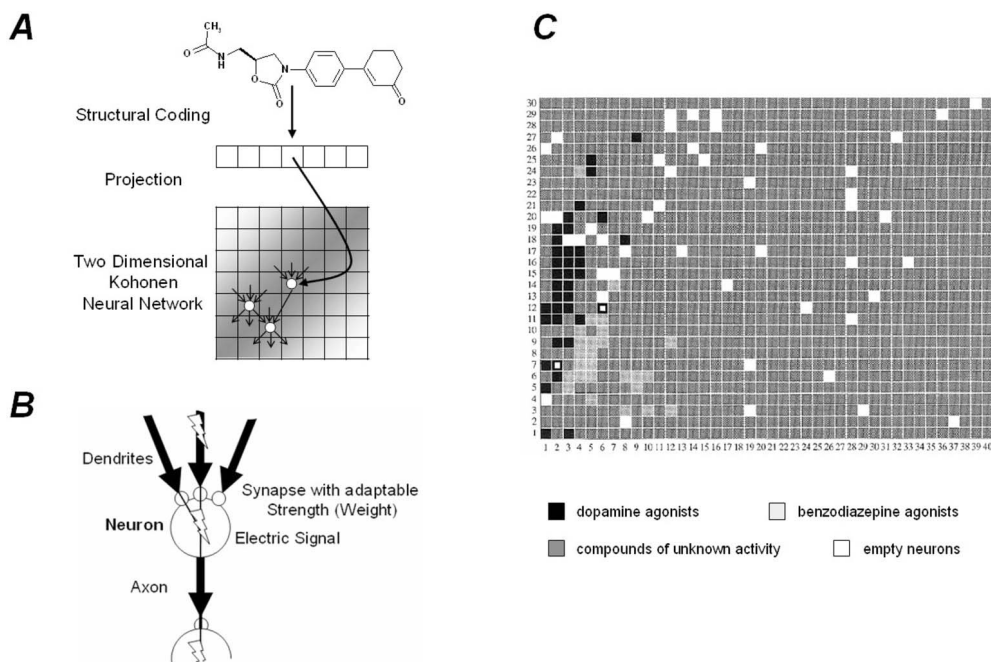 A
CH3
O
N
H
O
N
O
O
Structural Coding
Projection
Two Dimensional
Kohonen
Neural Network
B
Dendrites
Synapse with adaptable
Strength (Weight)
Neuron
Electric Signal
Axon
C
30
29
28
27
26
25
24
23
22
21
20
19
18
17
16
15
14
13
12
11
10
9
8
7
6
5
4
3
2
1
1 2 3 4 5 6 7 8 9 10 11 12 13 14 15 16 17 18 19 20 21 22 23 24 25 26 27 28 29 30 31 32 33 34 35 36 37 38 39 40
dopamine agonists
benzodiazepine agonists
compounds of unknown activity
empty neurons